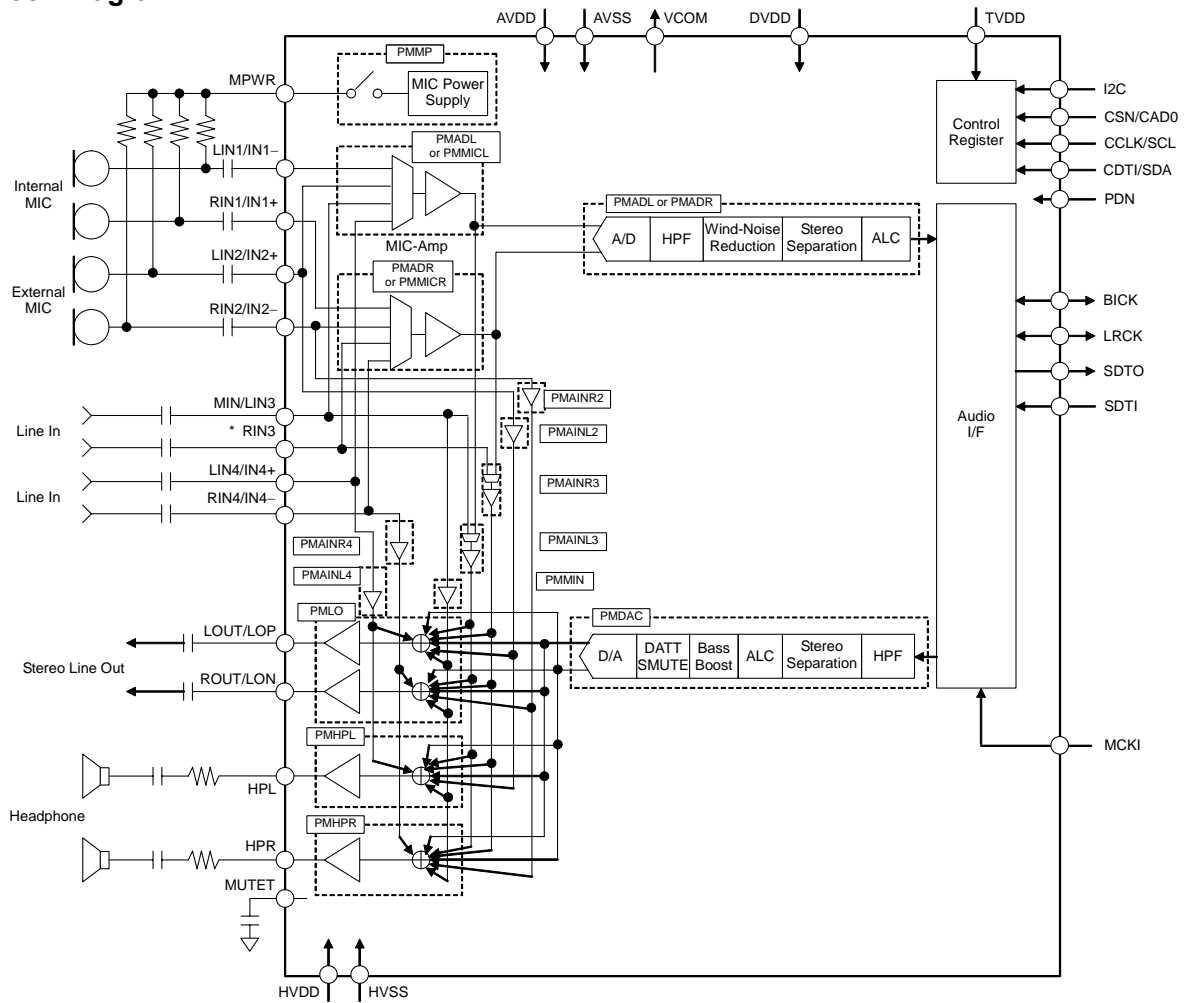 AVDD AVSS VCOM DVDD TVDD
PMMP
MPWR
MIC Power
Supply
I2C
Control
Register
CSN/CAD0
CCLK/SCL
CDTI/SDA
PDN
LIN1/IN1−
PMADL
or PMMICL
Internal
MIC
RIN1/IN1+
MIC-Amp
PMADL or PMADR
A/D
HPF
Wind-Noise
Reduction
Stereo
Separation
ALC
LIN2/IN2+
PMADR
or PMMICR
External
MIC
RIN2/IN2−
BICK
LRCK
SDTO
SDTI
Audio
I/F
MIN/LIN3
Line In
* RIN3
LIN4/IN4+
Line In
RIN4/IN4−
PMAINR2
PMAINL2
PMAINR3
PMAINL3
PMMIN
PMAINR4
PMAINL4
PMLO
LOUT/LOP
Stereo Line Out
ROUT/LON
PMDAC
D/A
DATT
SMUTE
Bass
Boost
ALC
Stereo
Separation
HPF
MCKI
PMHPL
HPL
Headphone
PMHPR
HPR
MUTET
HVDD HVSS